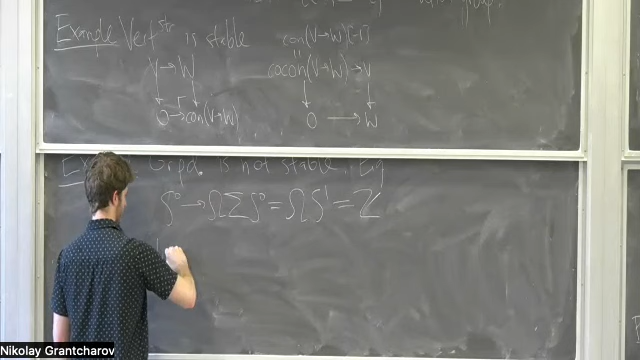 Example Vect^str is stable
con(V→W)[-1]
V → W
cocon(V→W) → V
0 → con(V→W)
0 → W
Grpd is not stable. Eg
S⁰ → ΩΣS⁰ = ΩS¹ = Z
Nikolay Grantcharov